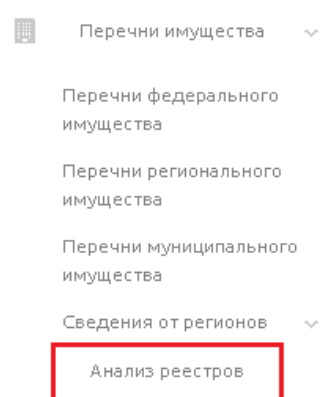 Перечни имущества
Перечни федерального
имущества
Перечни регионального
имущества
Перечни муниципального
имущества
Сведения от регионов
Анализ реестров